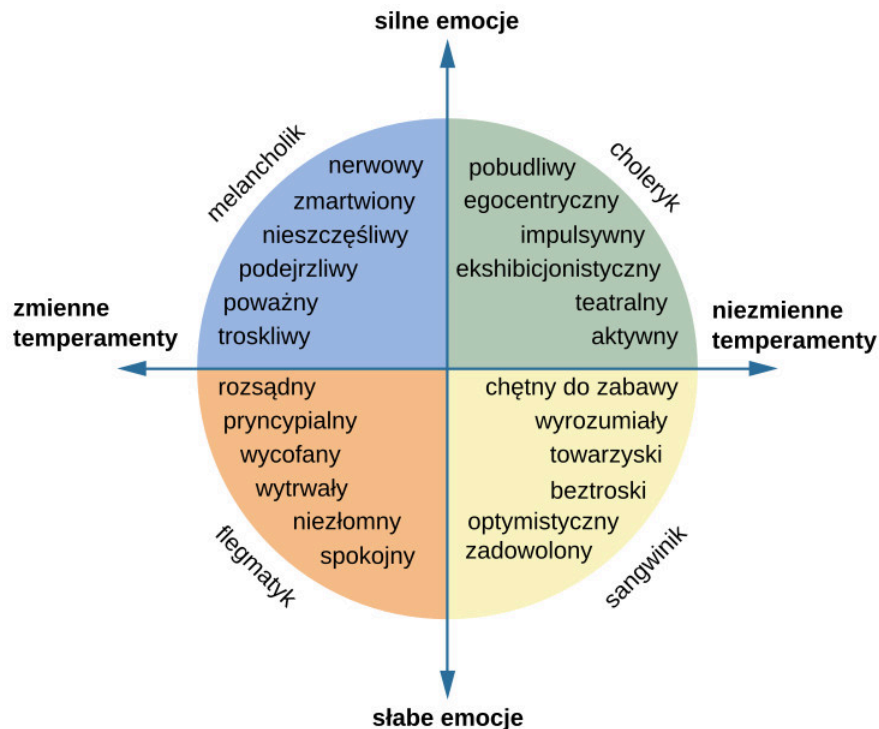 silne emocje
melancholik
nerwowy
zmartwiony
nieszczęśliwy
podejrzliwy
poważny
troskliwy
choleryk
pobudliwy
egocentryczny
impulsywny
ekshibicjonistyczny
teatralny
aktywny
zmienne
temperamenty
niezmienne
temperamenty
rozsądny
pryncypialny
wycofany
wytrwały
niezłomny
spokojny
flegmatyk
chętny do zabawy
wyrozumiały
towarzyski
beztroski
optymistyczny
zadowolony
sangwinik
słabe emocje